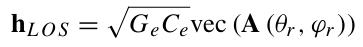 h_{LOS} = √(G_e C_e) vec (A (θ_r, φ_r))